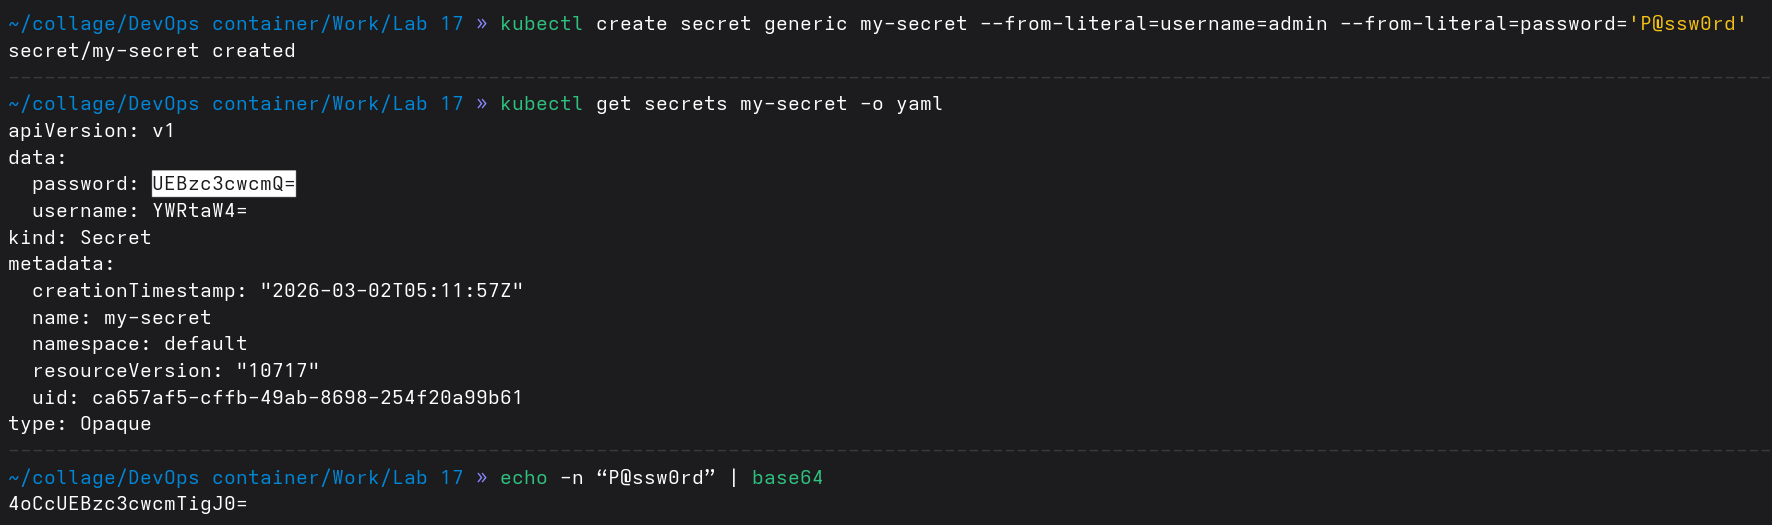 ~/collage/DevOps container/Work/Lab 17 » kubectl create secret generic my-secret --from-literal=username=admin --from-literal=password='P@ssw0rd'
secret/my-secret created
~/collage/DevOps container/Work/Lab 17 » kubectl get secrets my-secret -o yaml
apiVersion: v1
data:
  password: UEBzc3cwcmQ=
  username: YWRtaW4=
kind: Secret
metadata:
  creationTimestamp: "2026-03-02T05:11:57Z"
  name: my-secret
  namespace: default
  resourceVersion: "10717"
  uid: ca657af5-cffb-49ab-8698-254f20a99b61
type: Opaque
~/collage/DevOps container/Work/Lab 17 » echo -n “P@ssw0rd” | base64
4oCcUEBzc3cwcmTigJ0=